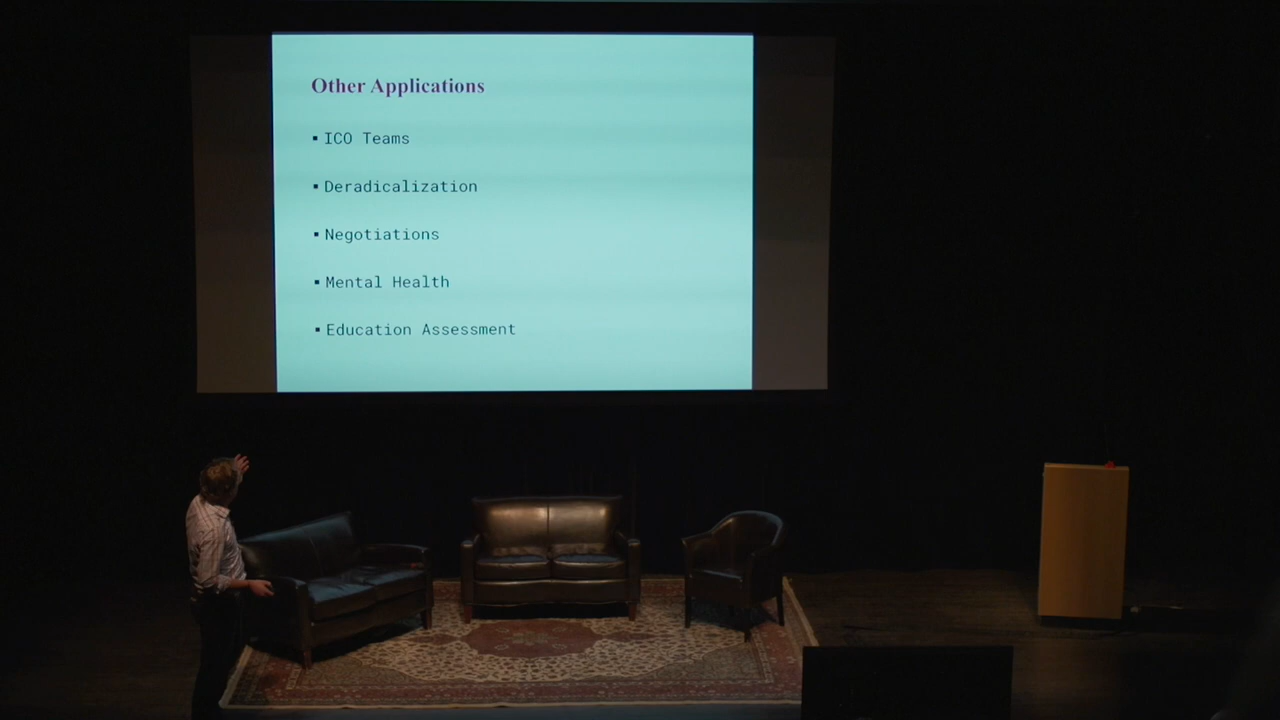 Other Applications
▪ ICO Teams
▪ Deradicalization
▪ Negotiations
▪ Mental Health
▪ Education Assessment